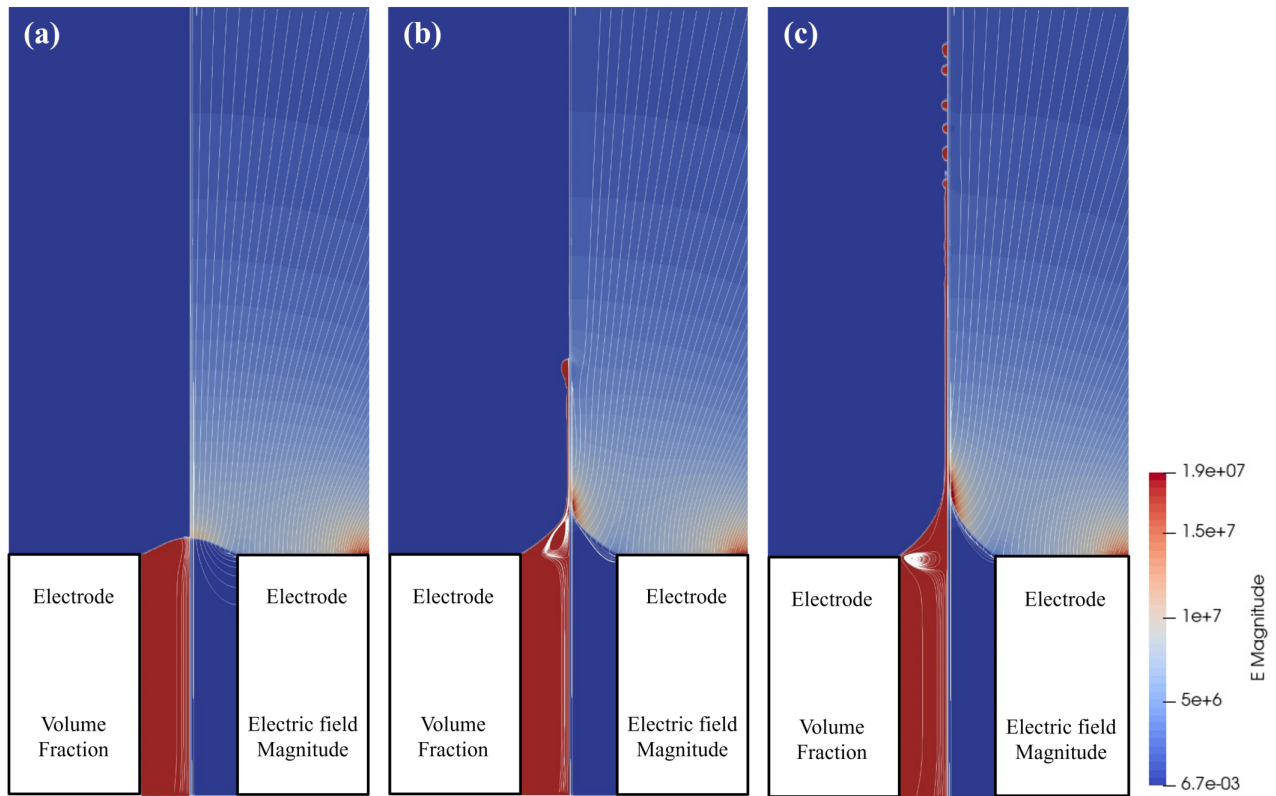 (a)
(b)
(c)
Electrode
Electrode
Electrode
Electrode
Electrode
Electrode
Volume
Fraction
Electric field
Magnitude
Volume
Fraction
Electric field
Magnitude
Volume
Fraction
Electric field
Magnitude
1.9e+07
1.5e+7
1e+7
5e+6
6.7e-03
E Magnitude